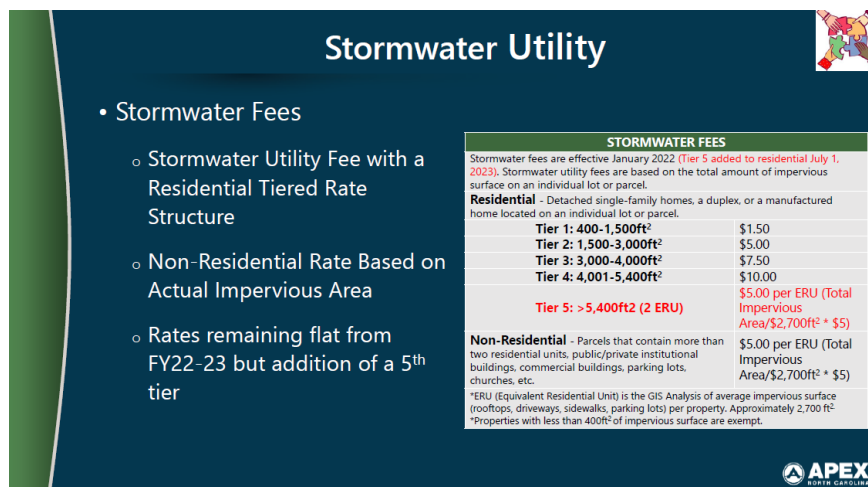 Stormwater Utility
• Stormwater Fees
o Stormwater Utility Fee with a
Residential Tiered Rate
Structure
o Non-Residential Rate Based on
Actual Impervious Area
o Rates remaining flat from
FY22-23 but addition of a 5th
tier
STORMWATER FEES
Stormwater fees are effective January 2022 (Tier 5 added to residential July 1,
2023). Stormwater utility fees are based on the total amount of impervious
surface on an individual lot or parcel.
Residential - Detached single-family homes, a duplex, or a manufactured
home located on an individual lot or parcel.
Tier 1: 400-1,500ft² $1.50
Tier 2: 1,500-3,000ft² $5.00
Tier 3: 3,000-4,000ft² $7.50
Tier 4: 4,001-5,400ft² $10.00
Tier 5: >5,400ft2 (2 ERU)
$5.00 per ERU (Total
Impervious
Area/$2,700ft² * $5)
Non-Residential - Parcels that contain more than
two residential units, public/private institutional
buildings, commercial buildings, parking lots,
churches, etc.
$5.00 per ERU (Total
Impervious
Area/$2,700ft² * $5)
*ERU (Equivalent Residential Unit) is the GIS Analysis of average impervious surface
(rooftops, driveways, sidewalks, parking lots) per property. Approximately 2,700 ft²
*Properties with less than 400ft² of impervious surface are exempt.
APEX
NORTH CAROLINA